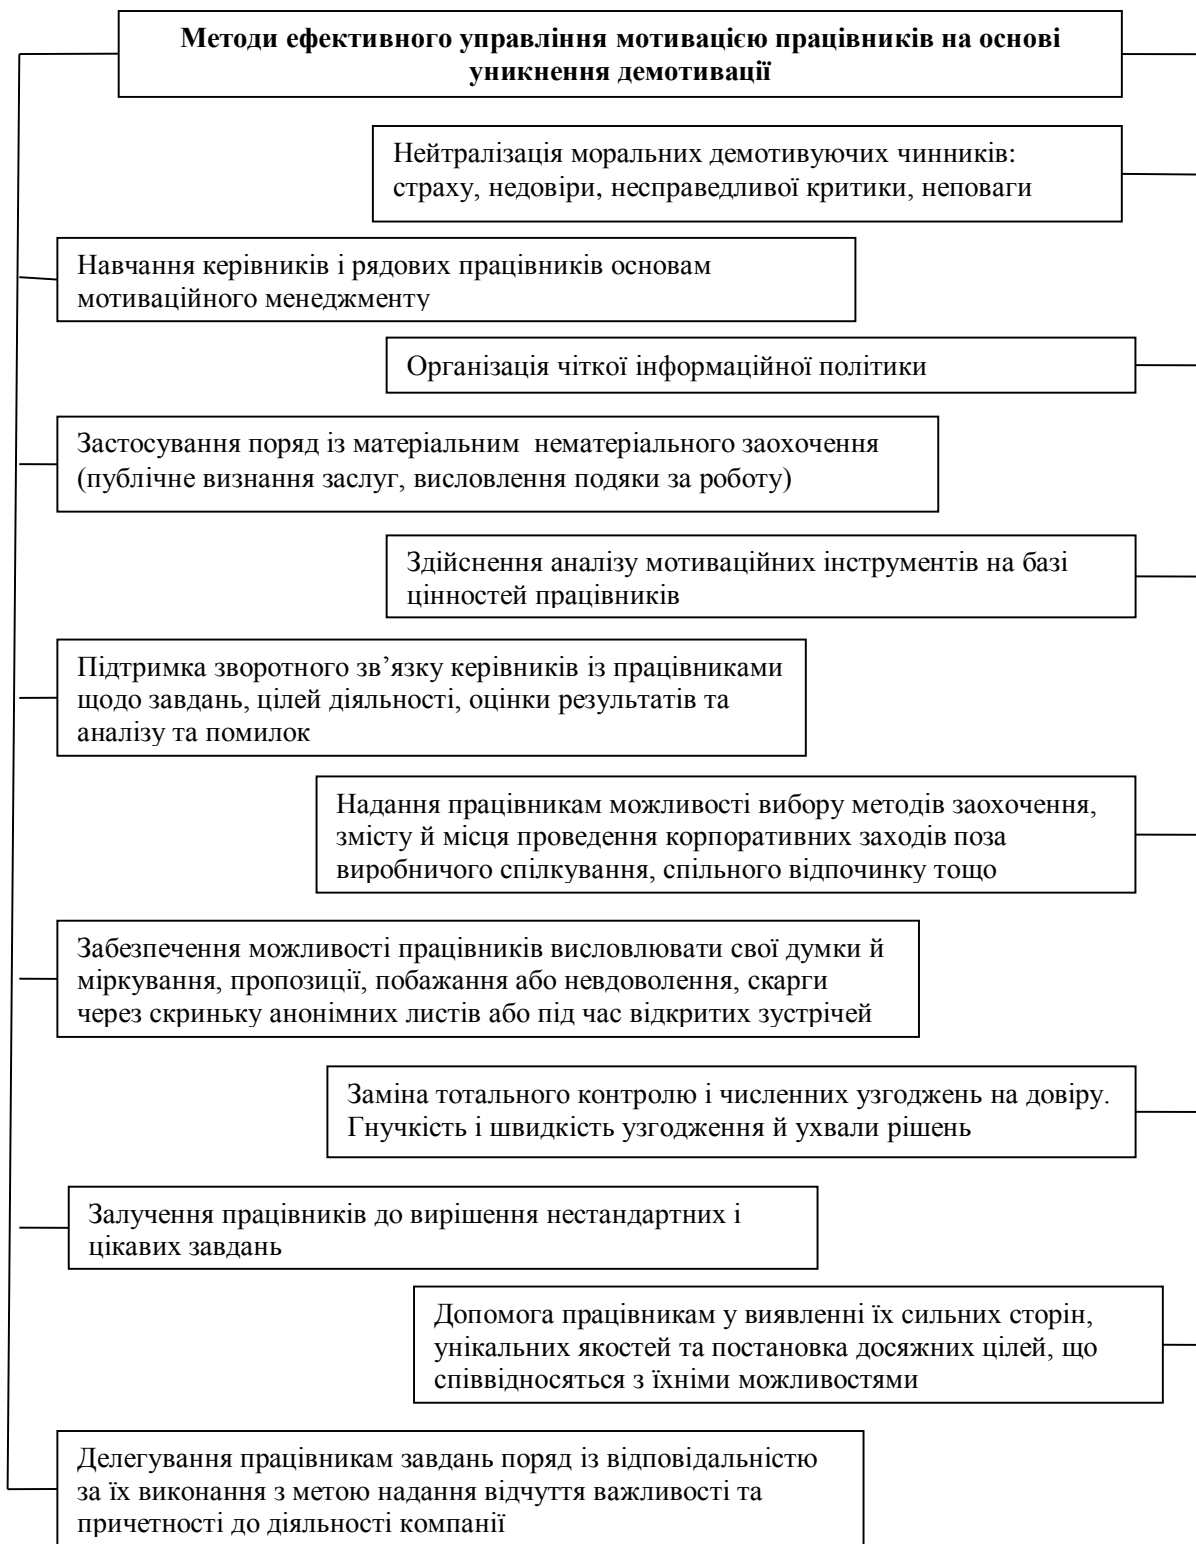 Методи ефективного управління мотивацією працівників на основі
уникнення демотивації
Нейтралізація моральних демотивуючих чинників:
страху, недовіри, несправедливої критики, неповаги
Навчання керівників і рядових працівників основам
мотиваційного менеджменту
Організація чіткої інформаційної політики
Застосування поряд із матеріальним нематеріального заохочення
(публічне визнання заслуг, висловлення подяки за роботу)
Здійснення аналізу мотиваційних інструментів на базі
цінностей працівників
Підтримка зворотного зв’язку керівників із працівниками
щодо завдань, цілей діяльності, оцінки результатів та
аналізу та помилок
Надання працівникам можливості вибору методів заохочення,
змісту й місця проведення корпоративних заходів поза
виробничого спілкування, спільного відпочинку тощо
Забезпечення можливості працівників висловлювати свої думки й
міркування, пропозиції, побажання або невдоволення, скарги
через скриньку анонімних листів або під час відкритих зустрічей
Заміна тотального контролю і численних узгоджень на довіру.
Гнучкість і швидкість узгодження й ухвали рішень
Залучення працівників до вирішення нестандартних і
цікавих завдань
Допомога працівникам у виявленні їх сильних сторін,
унікальних якостей та постановка досяжних цілей, що
співвідносяться з їхніми можливостями
Делегування працівникам завдань поряд із відповідальністю
за їх виконання з метою надання відчуття важливості та
причетності до діяльності компанії